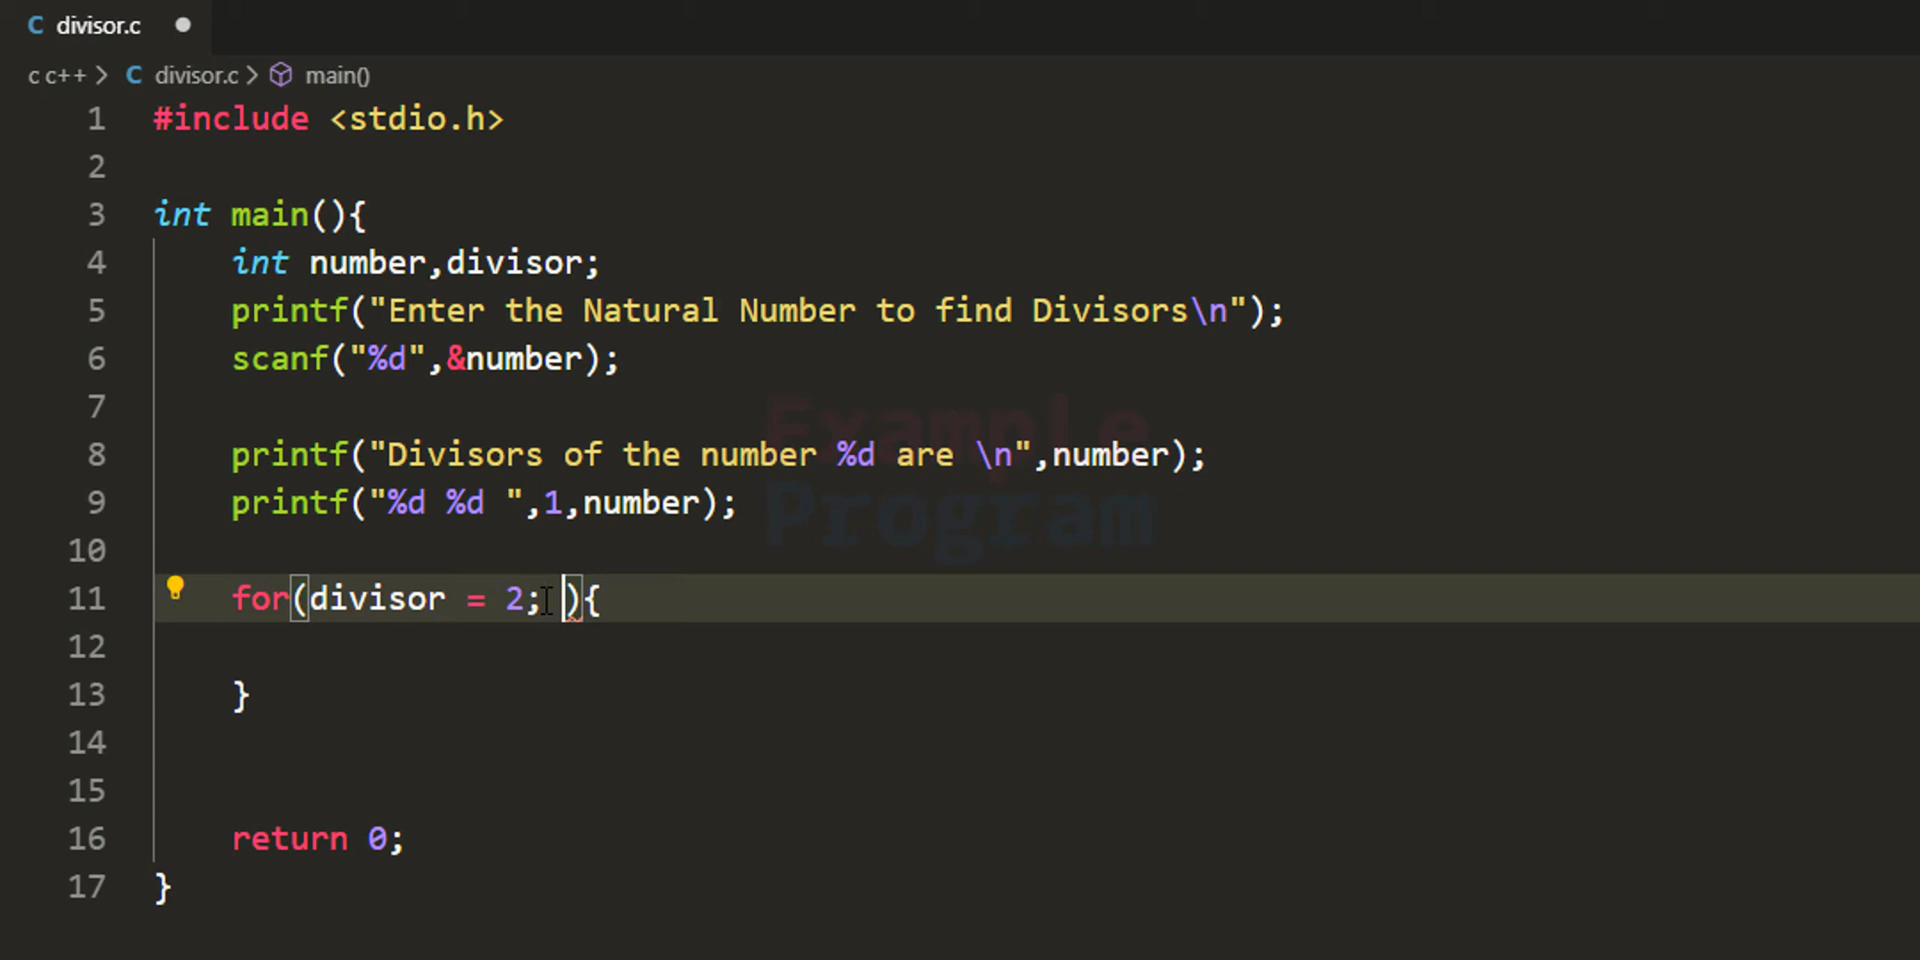 C divisor.c
c c++ > C divisor.c > main()
1 #include <stdio.h>
2
3 int main(){
4 int number,divisor;
5 printf("Enter the Natural Number to find Divisors\n");
6 scanf("%d",&number);
7
8 printf("Divisors of the number %d are \n",number);
9 printf("%d %d ",1,number);
10
11 for(divisor = 2; ){
12
13 }
14
15
16 return 0;
17 }
Example
Program